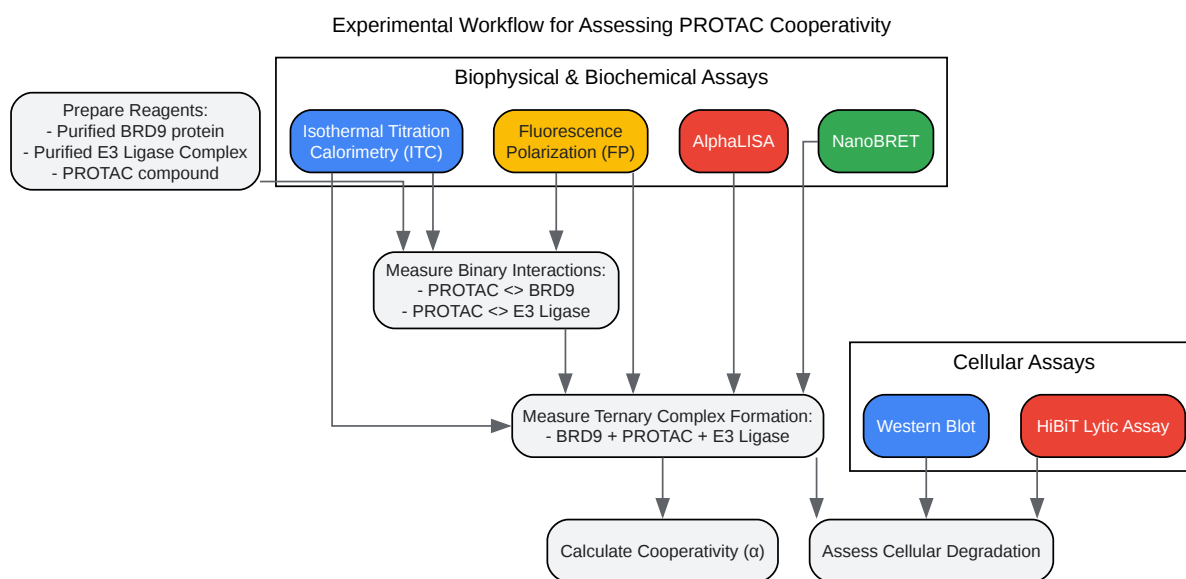 Experimental Workflow for Assessing PROTAC Cooperativity
Biophysical & Biochemical Assays
Prepare Reagents:
- Purified BRD9 protein
- Purified E3 Ligase Complex
- PROTAC compound
Isothermal Titration
Calorimetry (ITC)
Fluorescence
Polarization (FP)
AlphaLISA
NanoBRET
Measure Binary Interactions:
- PROTAC <> BRD9
- PROTAC <> E3 Ligase
Cellular Assays
Measure Ternary Complex Formation:
- BRD9 + PROTAC + E3 Ligase
Western Blot
HiBiT Lytic Assay
Calculate Cooperativity (α)
Assess Cellular Degradation